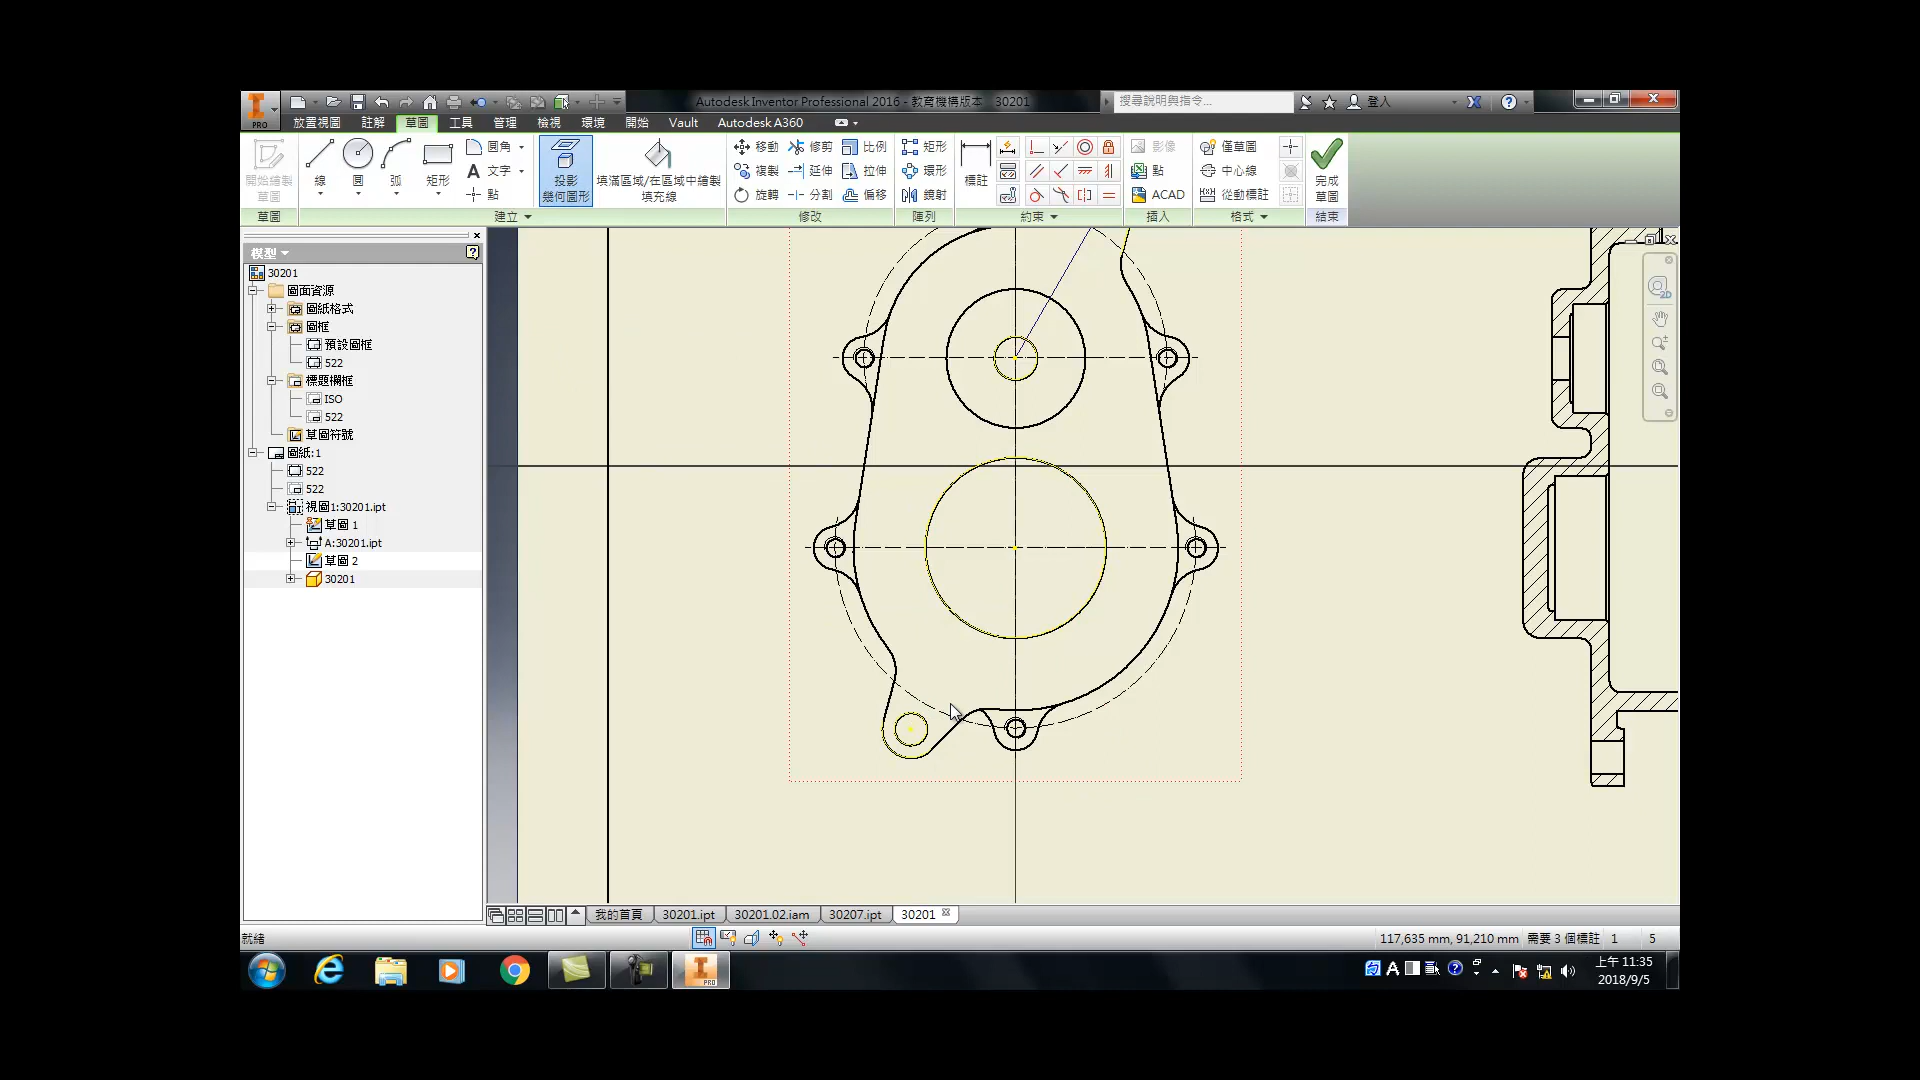 Autodesk Inventor Professional 2016 - 教育機構版本 30201
搜尋說明與指令...
登入
PRO
放置視圖 註解 草圖 工具 管理 檢視 環境 開始 Vault Autodesk A360
開始繪製
草圖
線 圓 弧 矩形
圓角
文字
點
投影
幾何圖形
填滿區域/在區域中繪製
填充線
移動 修剪 比例
複製 延伸 拉伸
旋轉 分割 偏移
矩形
環形
鏡射
標註
影像
點
ACAD
僅草圖
中心線
從動標註
完成
草圖
草圖 建立 修改 陣列 約束 插入 格式 結束
模型
30201
圖面資源
圖紙格式
圖框
預設圖框
522
標題欄框
ISO
522
草圖符號
圖紙:1
522
522
視圖1:30201.ipt
草圖 1
A:30201.ipt
草圖 2
30201
2D
我的首頁 30201.ipt 30201.02.iam 30207.ipt 30201
就緒
117,635 mm, 91,210 mm 需要 3 個標註 1 5
PRO
A
上午 11:35
2018/9/5